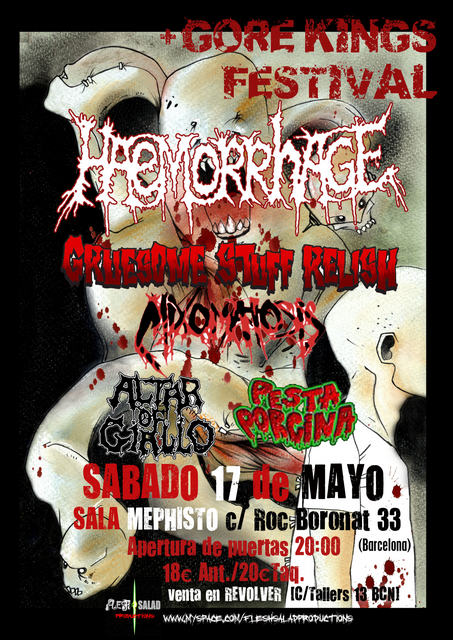 +GORE KINGS
FESTIVAL
HAEMORRHAGE
GRUESOME STUFF RELISH
MIXOMATOSIS
ALTAR
OF
GIALLO
PESTA
PORCINA
SABADO 17 de MAYO
SALA MEPHISTO c/ Roc Boronat 33
(Barcelona)
Apertura de puertas 20:00
18€ Ant./20€Taq.
venta en REVOLVER [C/Tallers 13 BCN]
FLESH SALAD
PRODUCTIONS
WWW.MYSPACE.COM/FLESHSALADPRODUCTIONS